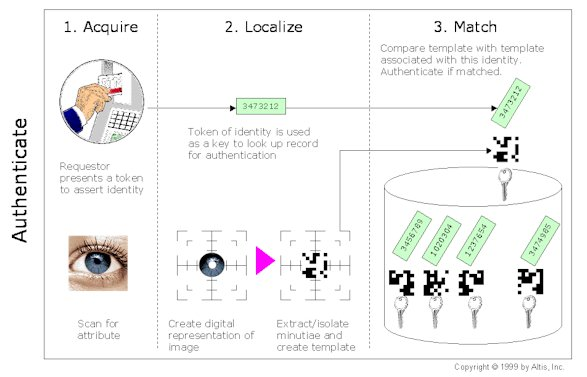 Authenticate
1. Acquire
2. Localize
3. Match
Compare template with template
associated with this identity.
Authenticate if matched.
3473212
3473212
Token of identity is used
as a key to look up record
for authentication
Requestor
presents a token
to assert identity
3456789
1020304
1237654
3474985
Scan for
attribute
Create digital
representation of
image
Extract/isolate
minutiae and
create template
Copyright © 1999 by Altis, Inc.